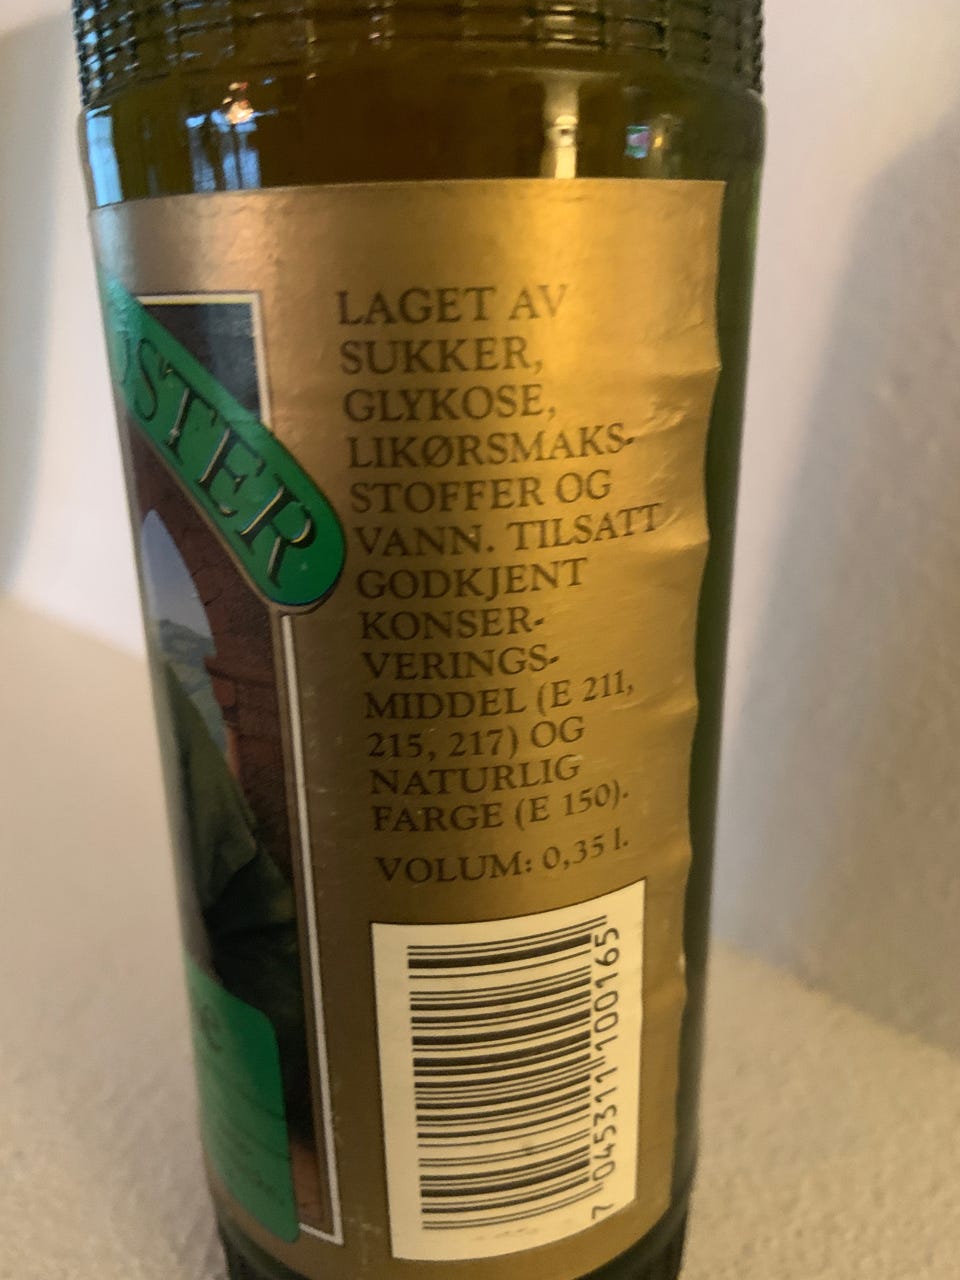 STER
LAGET AV
SUKKER,
GLYKOSE,
LIKØRSMAKS-
STOFFER OG
VANN. TILSATT
GODKJENT
KONSER-
VERINGS-
MIDDEL (E 211,
215, 217) OG
NATURLIG
FARGE (E 150).
VOLUM: 0,35 l.
7 045311 100165